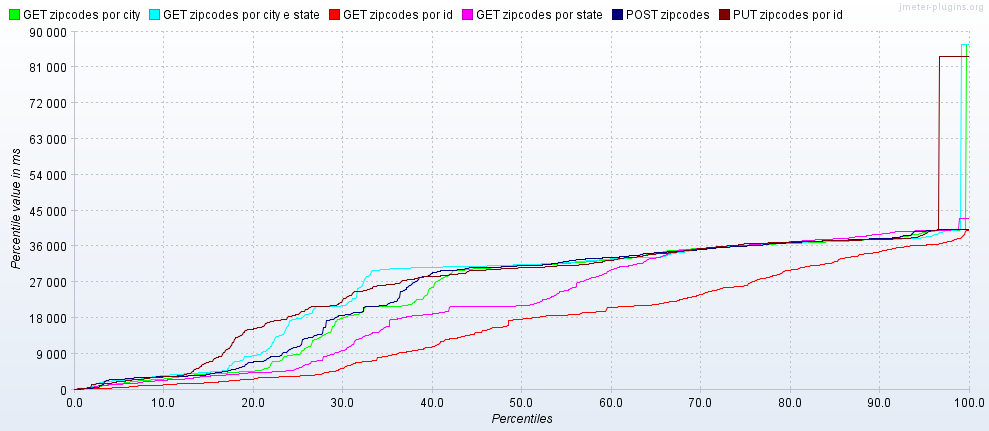 GET zipcodes por city GET zipcodes por city e state GET zipcodes por id GET zipcodes por state POST zipcodes PUT zipcodes por id
jmeter-plugins.org
90 000
81 000
72 000
63 000
54 000
45 000
36 000
27 000
18 000
9 000
0
Percentile value in ms
0.0 10.0 20.0 30.0 40.0 50.0 60.0 70.0 80.0 90.0 100.0
Percentiles